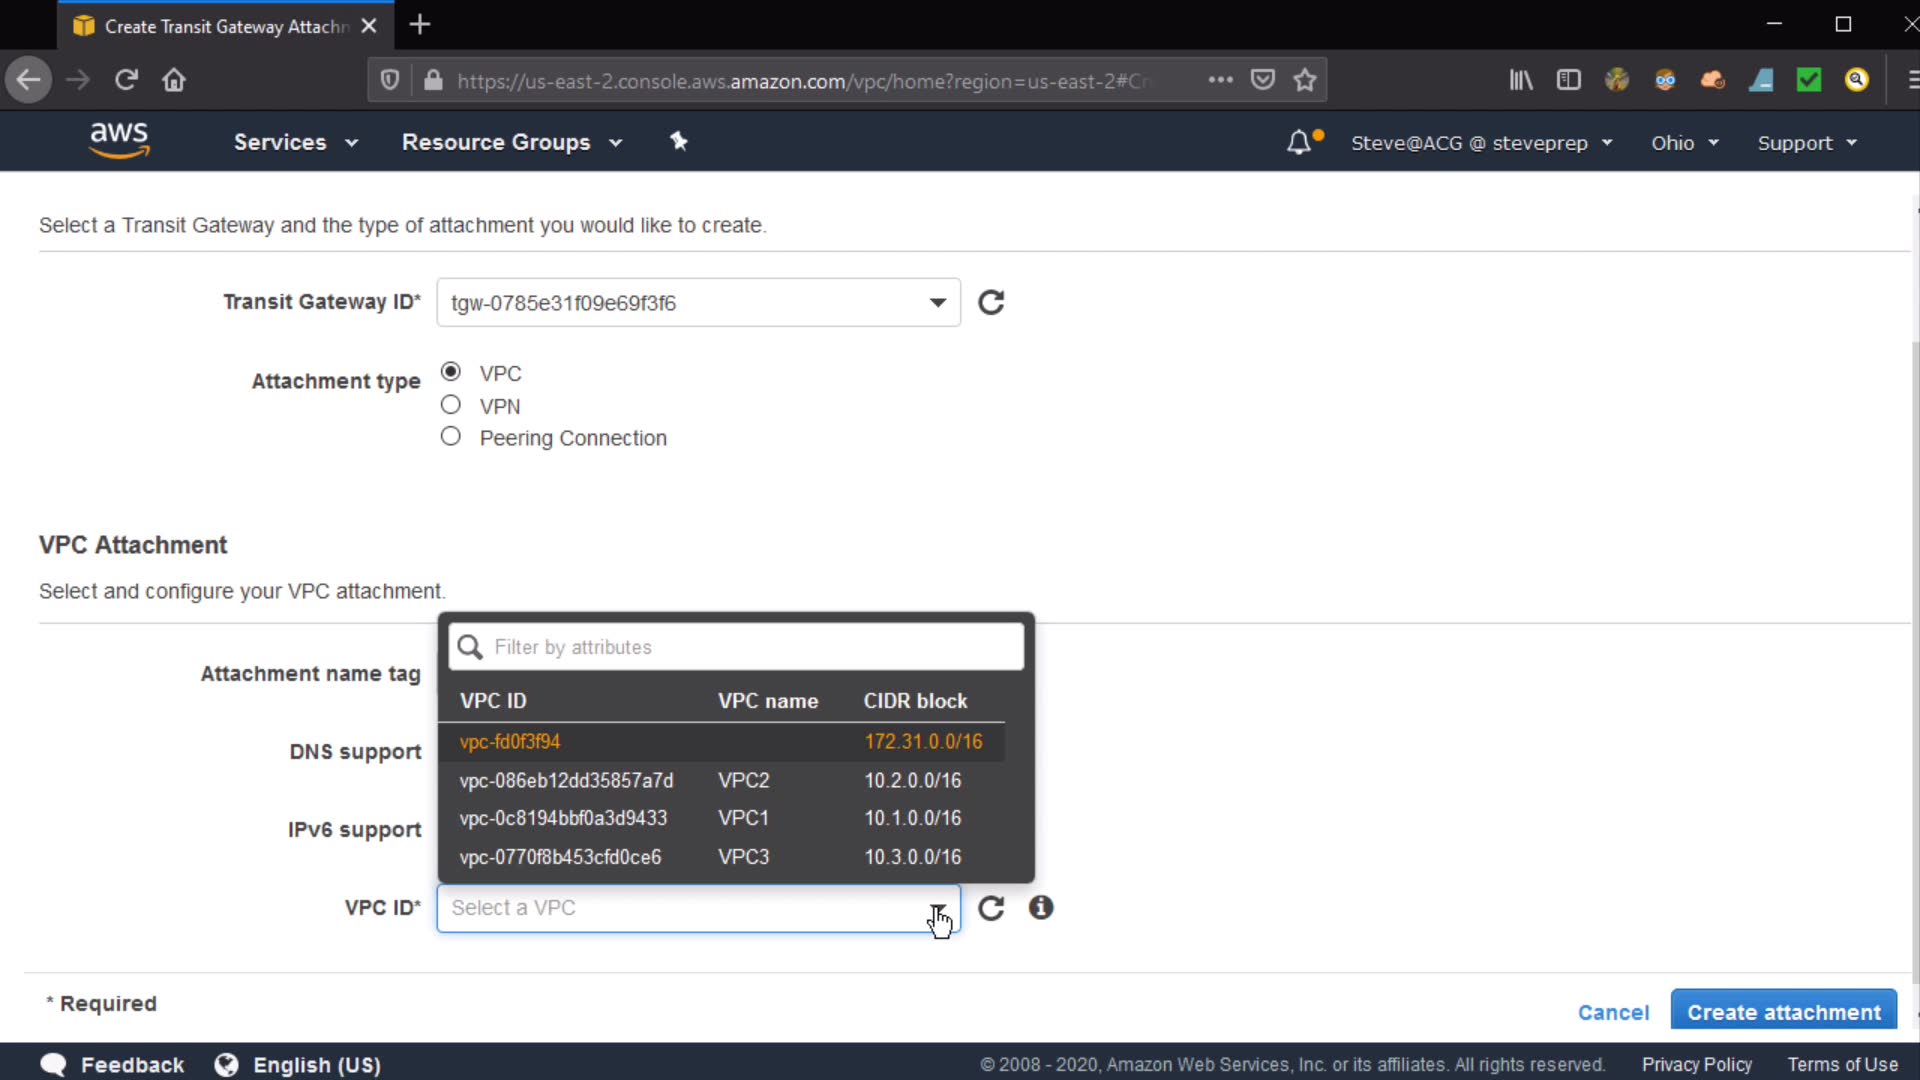 Create Transit Gateway Attachm
https://us-east-2.console.aws.amazon.com/vpc/home?region=us-east-2#Cr
aws
Services
Resource Groups
Steve@ACG @ steveprep
Ohio
Support
Select a Transit Gateway and the type of attachment you would like to create.
Transit Gateway ID*
tgw-0785e31f09e69f3f6
Attachment type
VPC
VPN
Peering Connection
VPC Attachment
Select and configure your VPC attachment.
Filter by attributes
Attachment name tag
VPC ID VPC name CIDR block
vpc-fd0f3f94 172.31.0.0/16
DNS support
vpc-086eb12dd35857a7d VPC2 10.2.0.0/16
vpc-0c8194bbf0a3d9433 VPC1 10.1.0.0/16
IPv6 support
vpc-0770f8b453cfd0ce6 VPC3 10.3.0.0/16
VPC ID*
Select a VPC
* Required
Cancel
Create attachment
Feedback
English (US)
© 2008 - 2020, Amazon Web Services, Inc. or its affiliates. All rights reserved.
Privacy Policy
Terms of Use